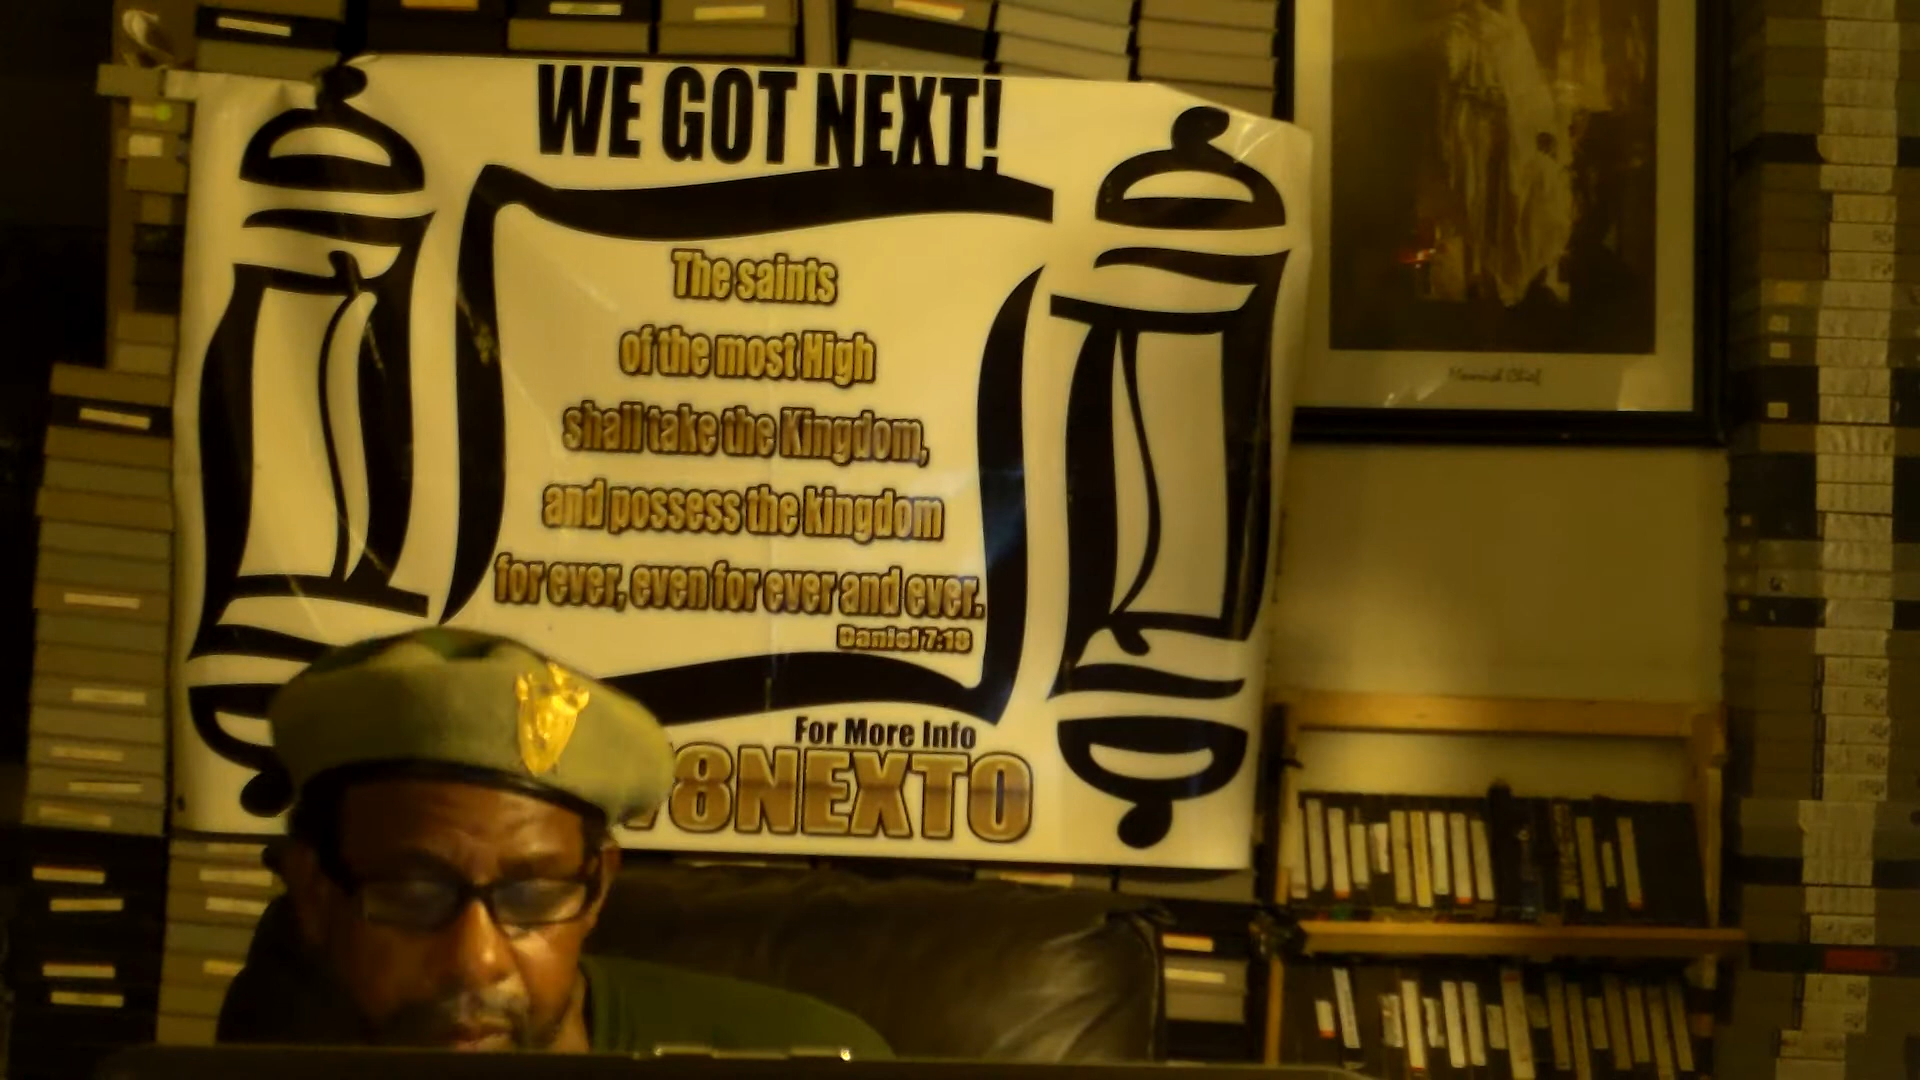 WE GOT NEXT!
The saints
of the most High
shall take the Kingdom,
and possess the kingdom
for ever, even for ever and ever.
Daniel 7:18
For More Info
8NEXTO